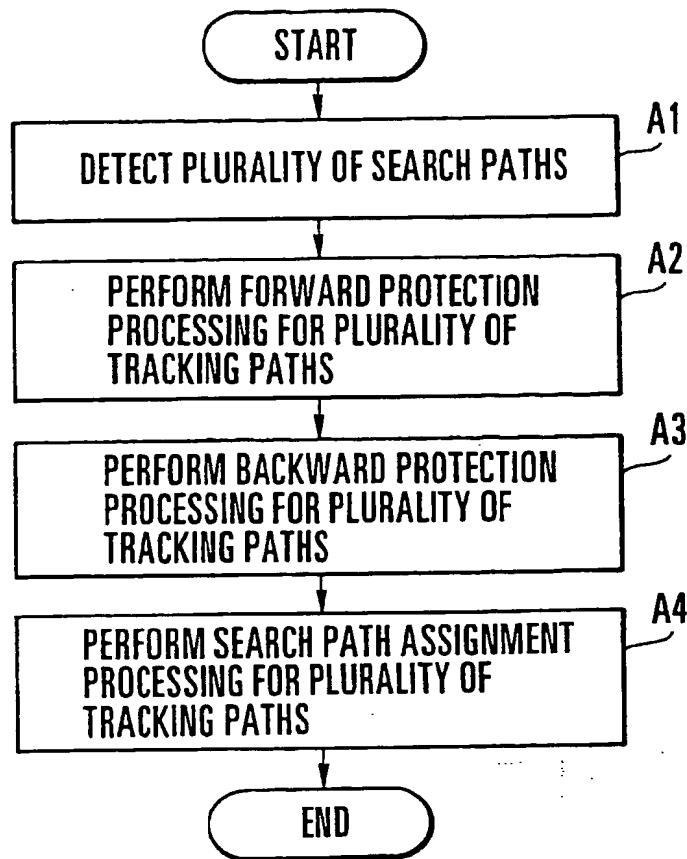 START
A1
DETECT PLURALITY OF SEARCH PATHS
A2
PERFORM FORWARD PROTECTION
PROCESSING FOR PLURALITY OF
TRACKING PATHS
A3
PERFORM BACKWARD PROTECTION
PROCESSING FOR PLURALITY OF
TRACKING PATHS
A4
PERFORM SEARCH PATH ASSIGNMENT
PROCESSING FOR PLURALITY OF
TRACKING PATHS
END